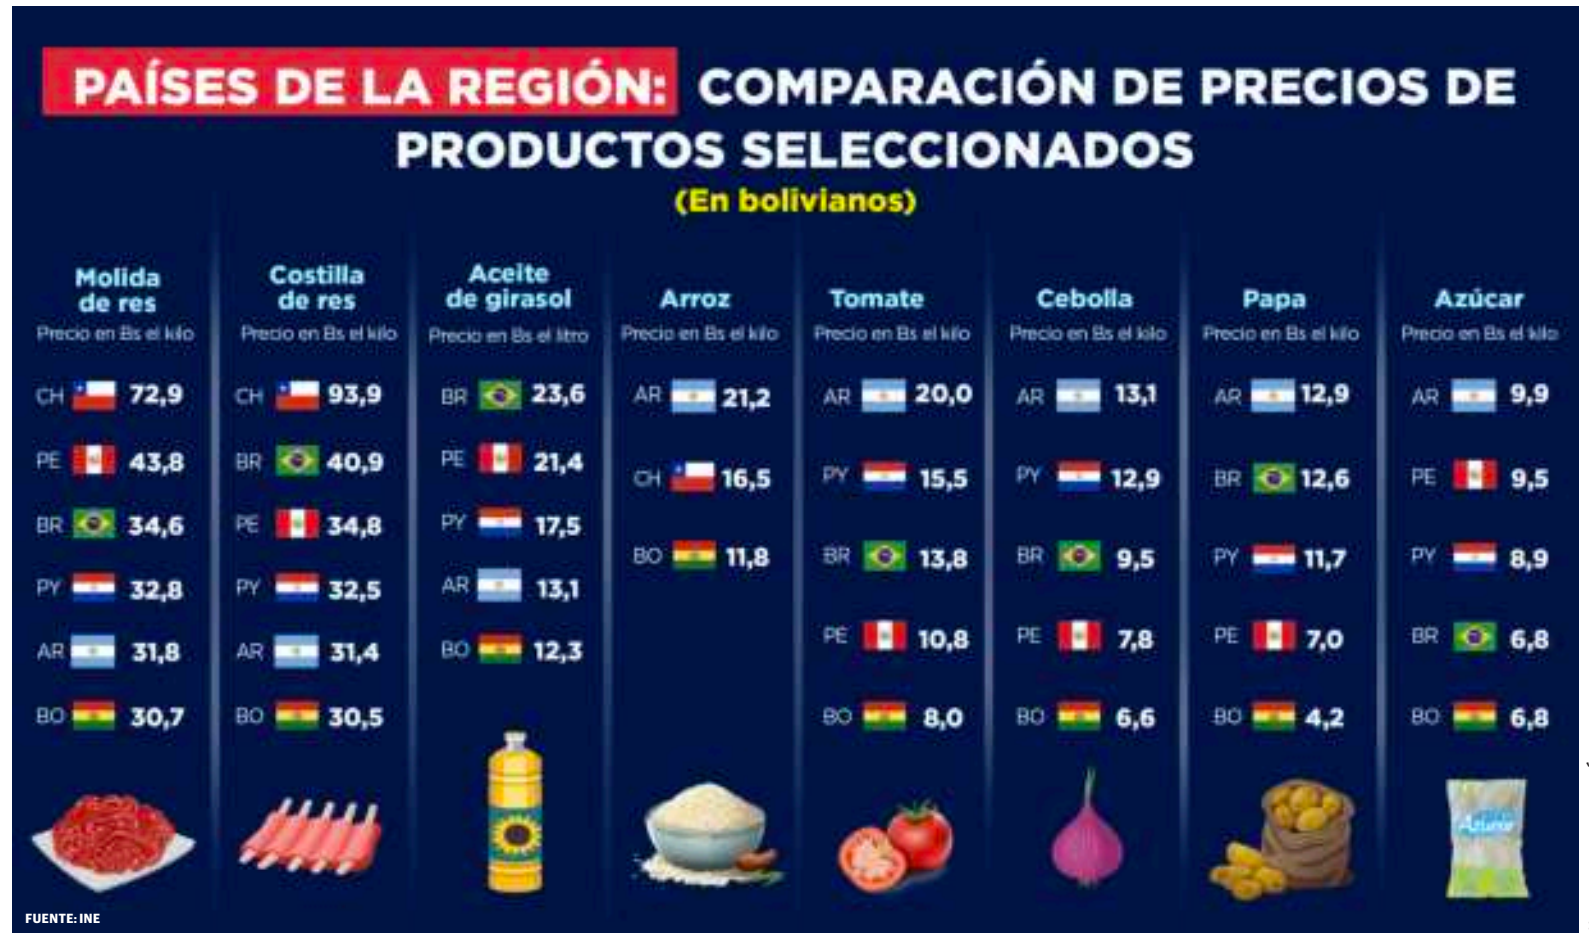 PAÍSES DE LA REGIÓN: COMPARACIÓN DE PRECIOS DE
PRODUCTOS SELECCIONADOS
(En bolivianos)
Molida
de res
Precio en Bs el kilo
CH 72,9
PE 43,8
BR 34,6
PY 32,8
AR 31,8
BO 30,7
Costilla
de res
Precio en Bs el kilo
CH 93,9
BR 40,9
PE 34,8
PY 32,5
AR 31,4
BO 30,5
Aceite
de girasol
Precio en Bs el litro
BR 23,6
PE 21,4
PY 17,5
AR 13,1
BO 12,3
Arroz
Precio en Bs el kilo
AR 21,2
CH 16,5
BO 11,8
Tomate
Precio en Bs el kilo
AR 20,0
PY 15,5
BR 13,8
PE 10,8
BO 8,0
Cebolla
Precio en Bs el kilo
AR 13,1
PY 12,9
BR 9,5
PE 7,8
BO 6,6
Papa
Precio en Bs el kilo
AR 12,9
BR 12,6
PY 11,7
PE 7,0
BO 4,2
Azúcar
Precio en Bs el kilo
AR 9,9
PE 9,5
PY 8,9
BR 6,8
BO 6,8
Azúcar
FUENTE: INE